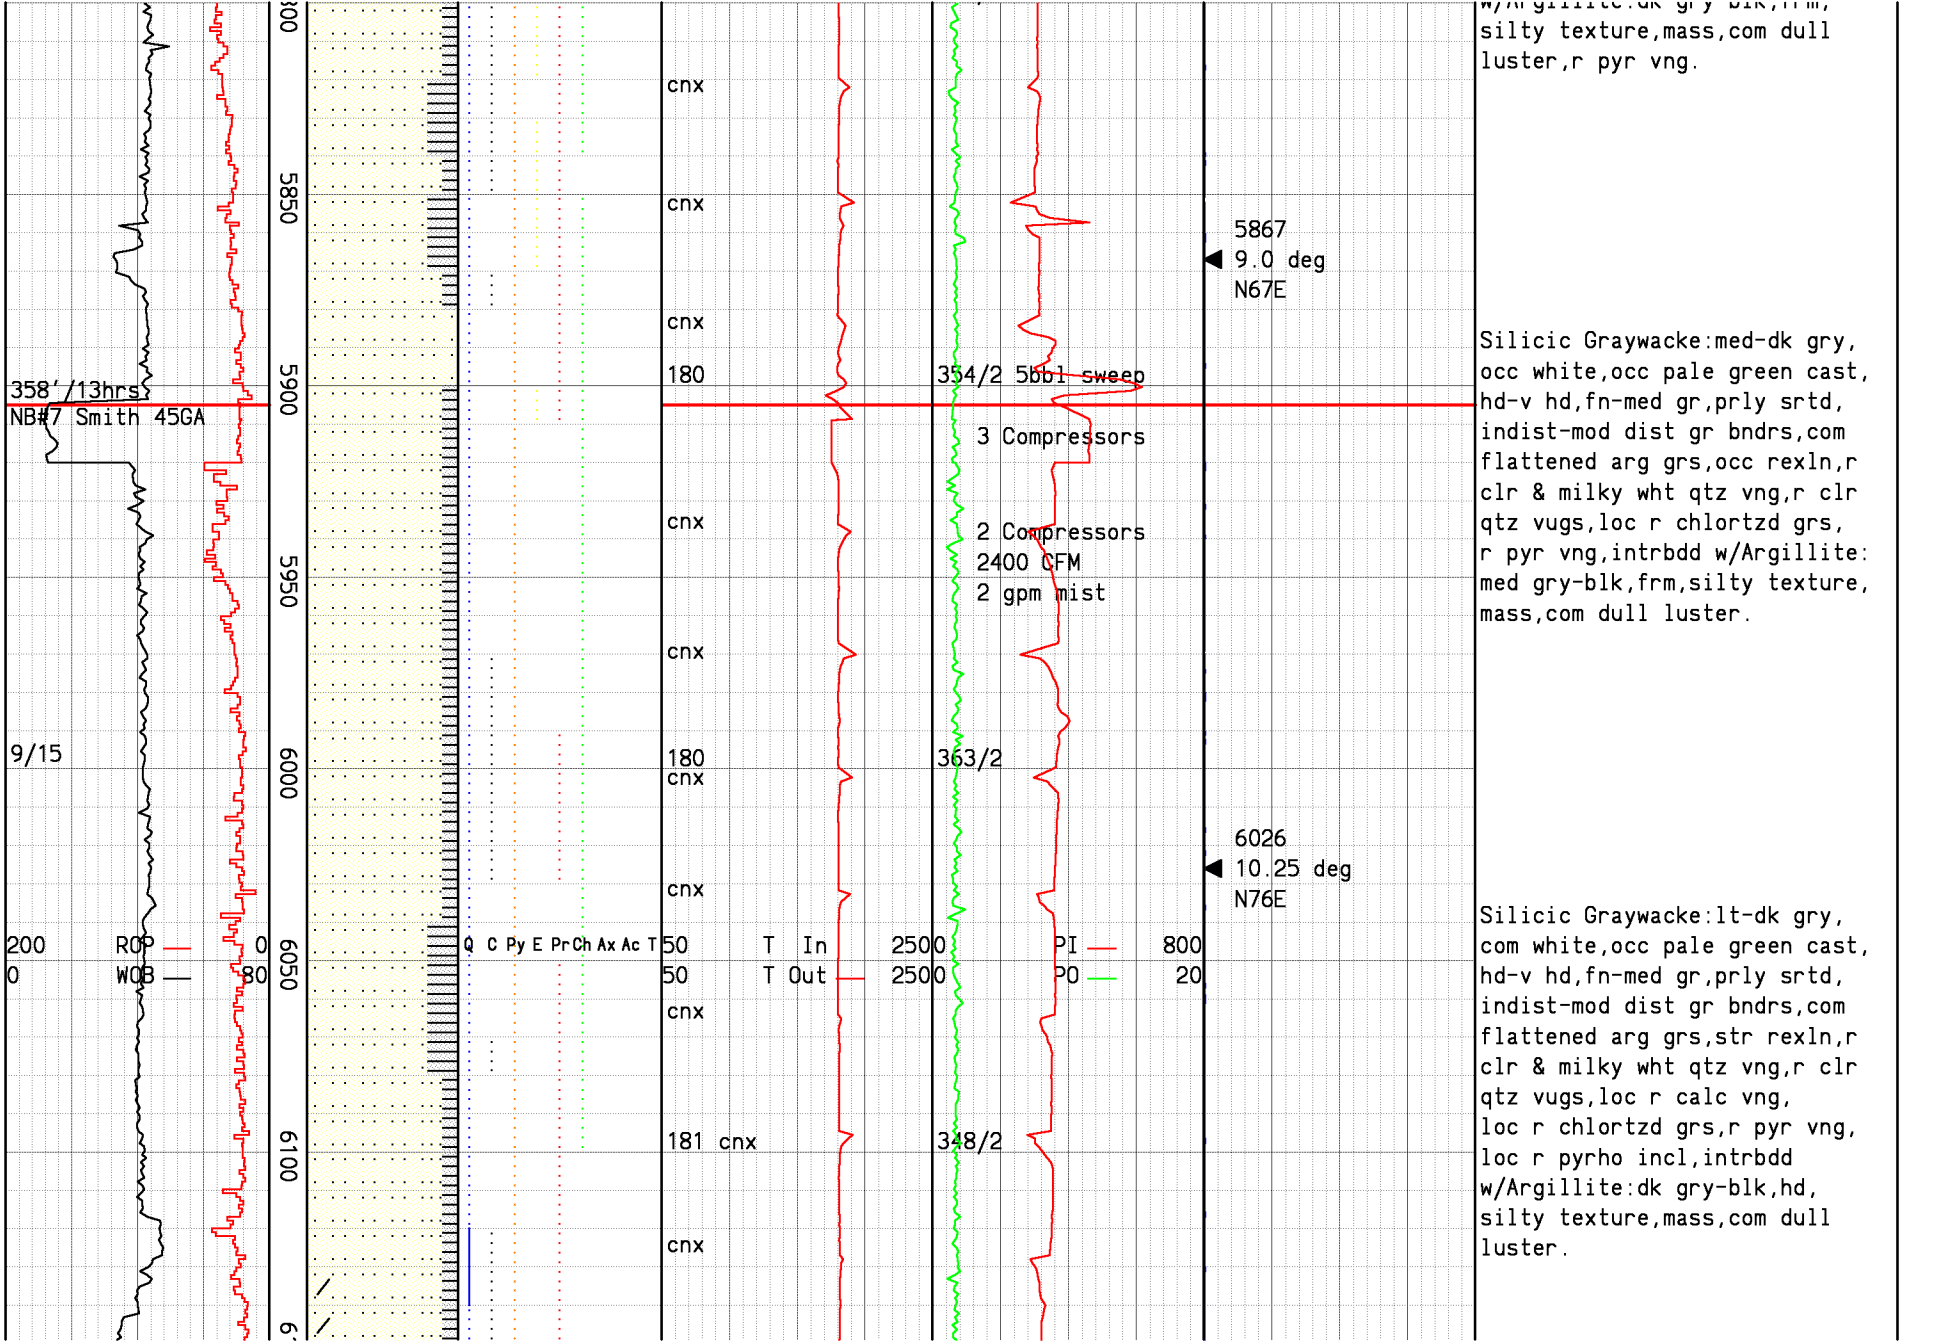 5800
w/Argillite:dk gry-blk,frm,
silty texture,mass,com dull
luster,r pyr vng.
cnx
5850
cnx
5867
9.0 deg
N67E
cnx
Silicic Graywacke:med-dk gry,
occ white,occ pale green cast,
hd-v hd,fn-med gr,prly srtd,
indist-mod dist gr bndrs,com
flattened arg grs,occ rexln,r
clr & milky wht qtz vng,r clr
qtz vugs,loc r chlortzd grs,
r pyr vng,intrbdd w/Argillite:
med gry-blk,frm,silty texture,
mass,com dull luster.
358'/13hrs
NB#7 Smith 45GA
5900
180
354/2 5bbl sweep
3 Compressors
cnx
2 Compressors
2400 CFM
2 gpm mist
5950
cnx
9/15
6000
180
cnx
363/2
6026
10.25 deg
N76E
cnx
200 ROP 0
0 WOB 80
Q C Py E Pr Ch Ax Ac T
50 T In 250
50 T Out 250
0 PI 800
0 PO 20
6050
Silicic Graywacke:lt-dk gry,
com white,occ pale green cast,
hd-v hd,fn-med gr,prly srtd,
indist-mod dist gr bndrs,com
flattened arg grs,str rexln,r
clr & milky wht qtz vng,r clr
qtz vugs,loc r calc vng,
loc r chlortzd grs,r pyr vng,
loc r pyrho incl,intrbdd
w/Argillite:dk gry-blk,hd,
silty texture,mass,com dull
luster.
cnx
6100
181 cnx
348/2
cnx